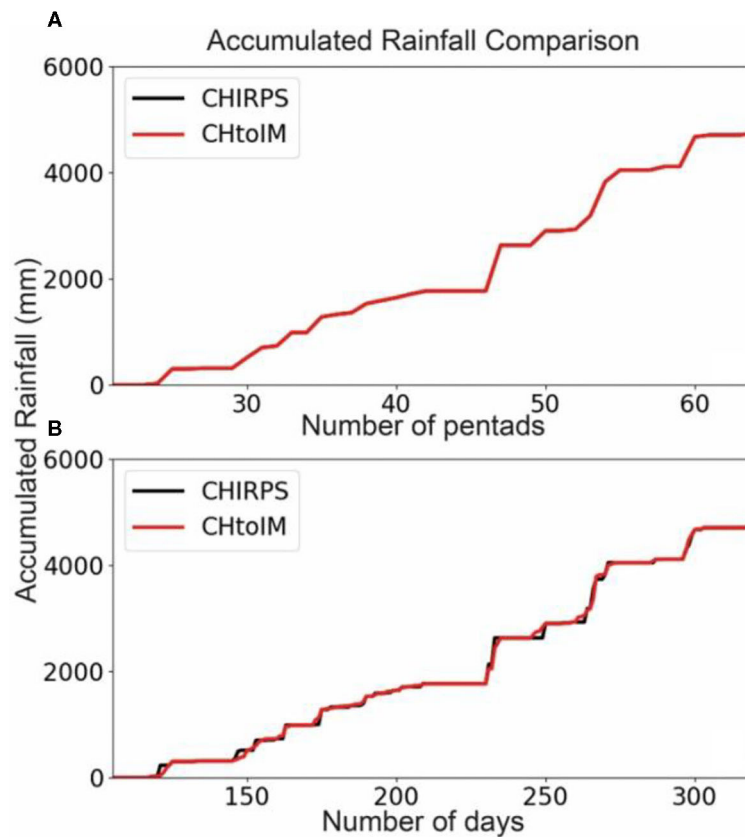 A
Accumulated Rainfall Comparison
6000
CHIRPS
CHtoIM
4000
2000
0
30
40
50
60
Number of pentads
Accumulated Rainfall (mm)
B
6000
CHIRPS
CHtoIM
4000
2000
0
150
200
250
300
Number of days